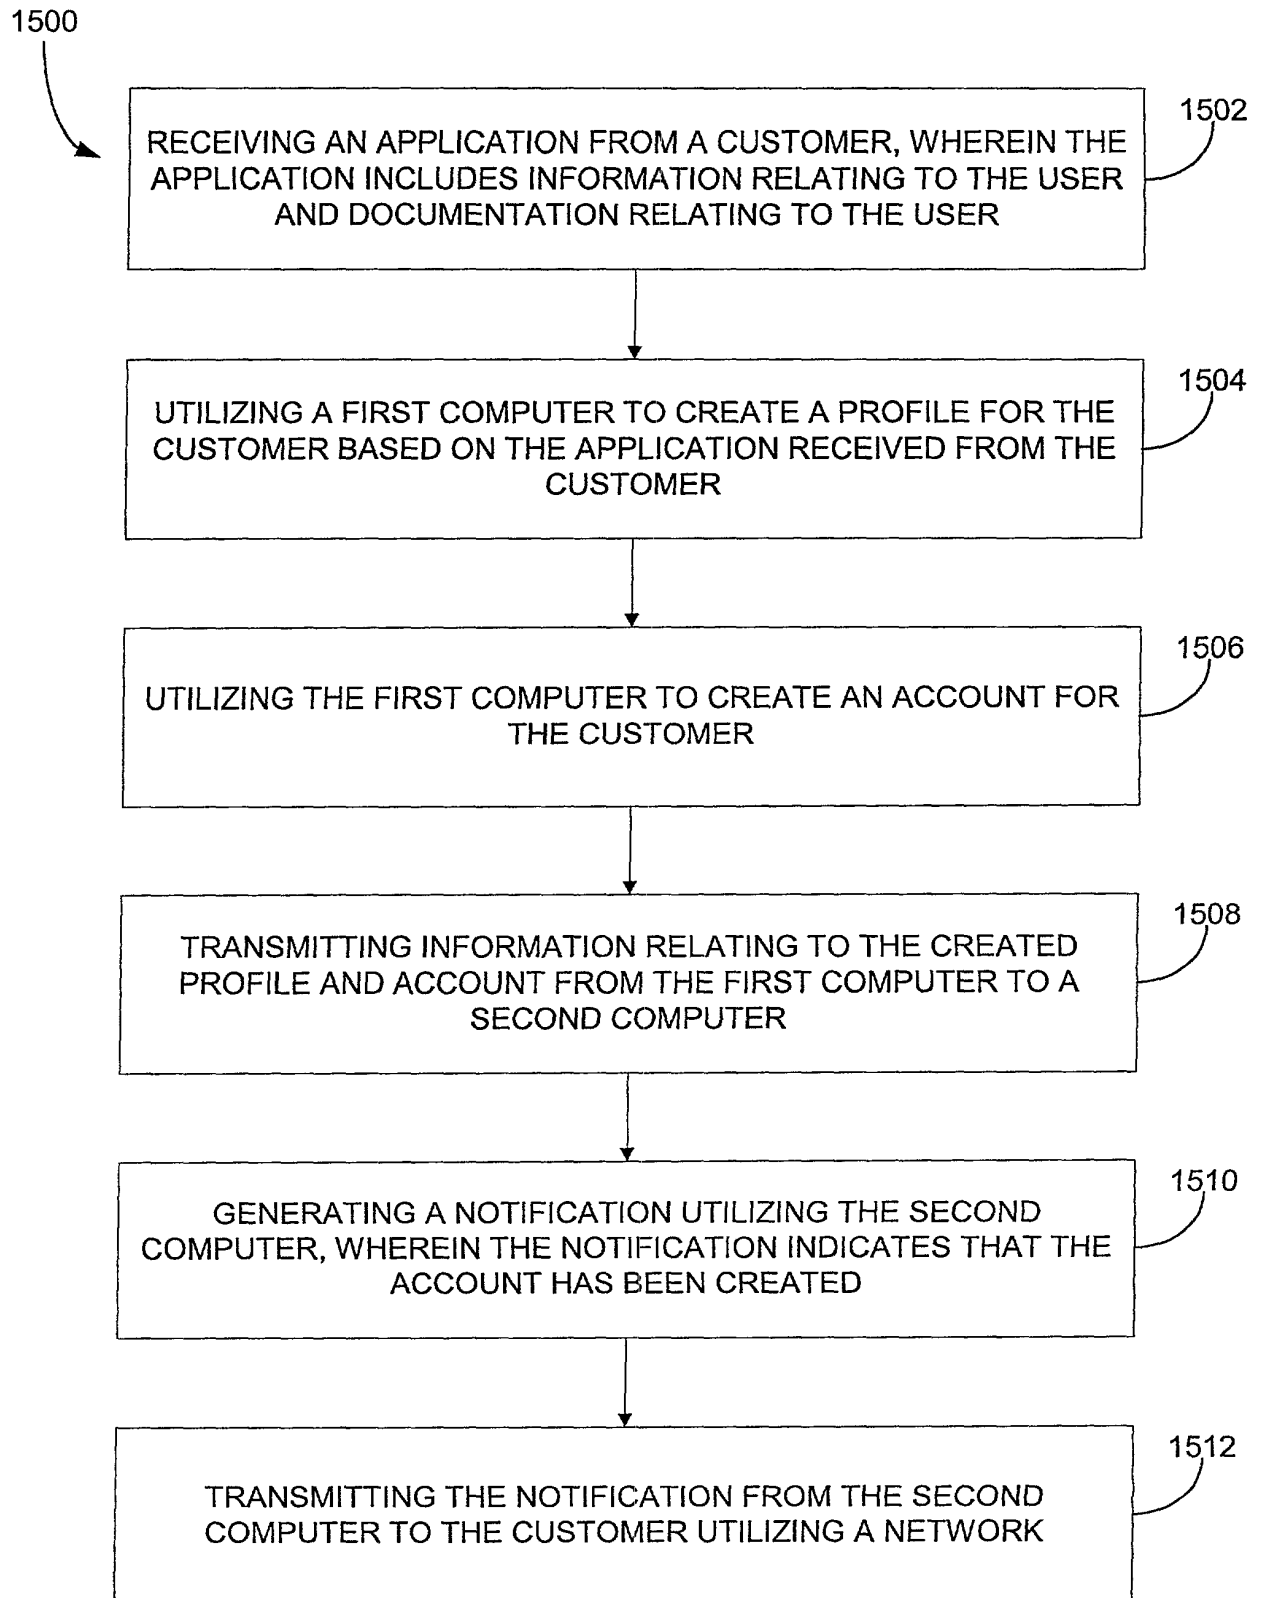 1500
1502
RECEIVING AN APPLICATION FROM A CUSTOMER, WHEREIN THE
APPLICATION INCLUDES INFORMATION RELATING TO THE USER
AND DOCUMENTATION RELATING TO THE USER
1504
UTILIZING A FIRST COMPUTER TO CREATE A PROFILE FOR THE
CUSTOMER BASED ON THE APPLICATION RECEIVED FROM THE
CUSTOMER
1506
UTILIZING THE FIRST COMPUTER TO CREATE AN ACCOUNT FOR
THE CUSTOMER
1508
TRANSMITTING INFORMATION RELATING TO THE CREATED
PROFILE AND ACCOUNT FROM THE FIRST COMPUTER TO A
SECOND COMPUTER
1510
GENERATING A NOTIFICATION UTILIZING THE SECOND
COMPUTER, WHEREIN THE NOTIFICATION INDICATES THAT THE
ACCOUNT HAS BEEN CREATED
1512
TRANSMITTING THE NOTIFICATION FROM THE SECOND
COMPUTER TO THE CUSTOMER UTILIZING A NETWORK